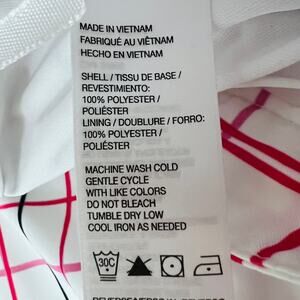 MADE IN VIETNAM
FABRIQUÉ AU VIÊTNAM
HECHO EN VIETNAM
SHELL / TISSU DE BASE /
REVESTIMIENTO:
100% POLYESTER /
POLIÉSTER
LINING / DOUBLURE / FORRO:
100% POLYESTER /
POLIÉSTER
MACHINE WASH COLD
GENTLE CYCLE
WITH LIKE COLORS
DO NOT BLEACH
TUMBLE DRY LOW
COOL IRON AS NEEDED
30C